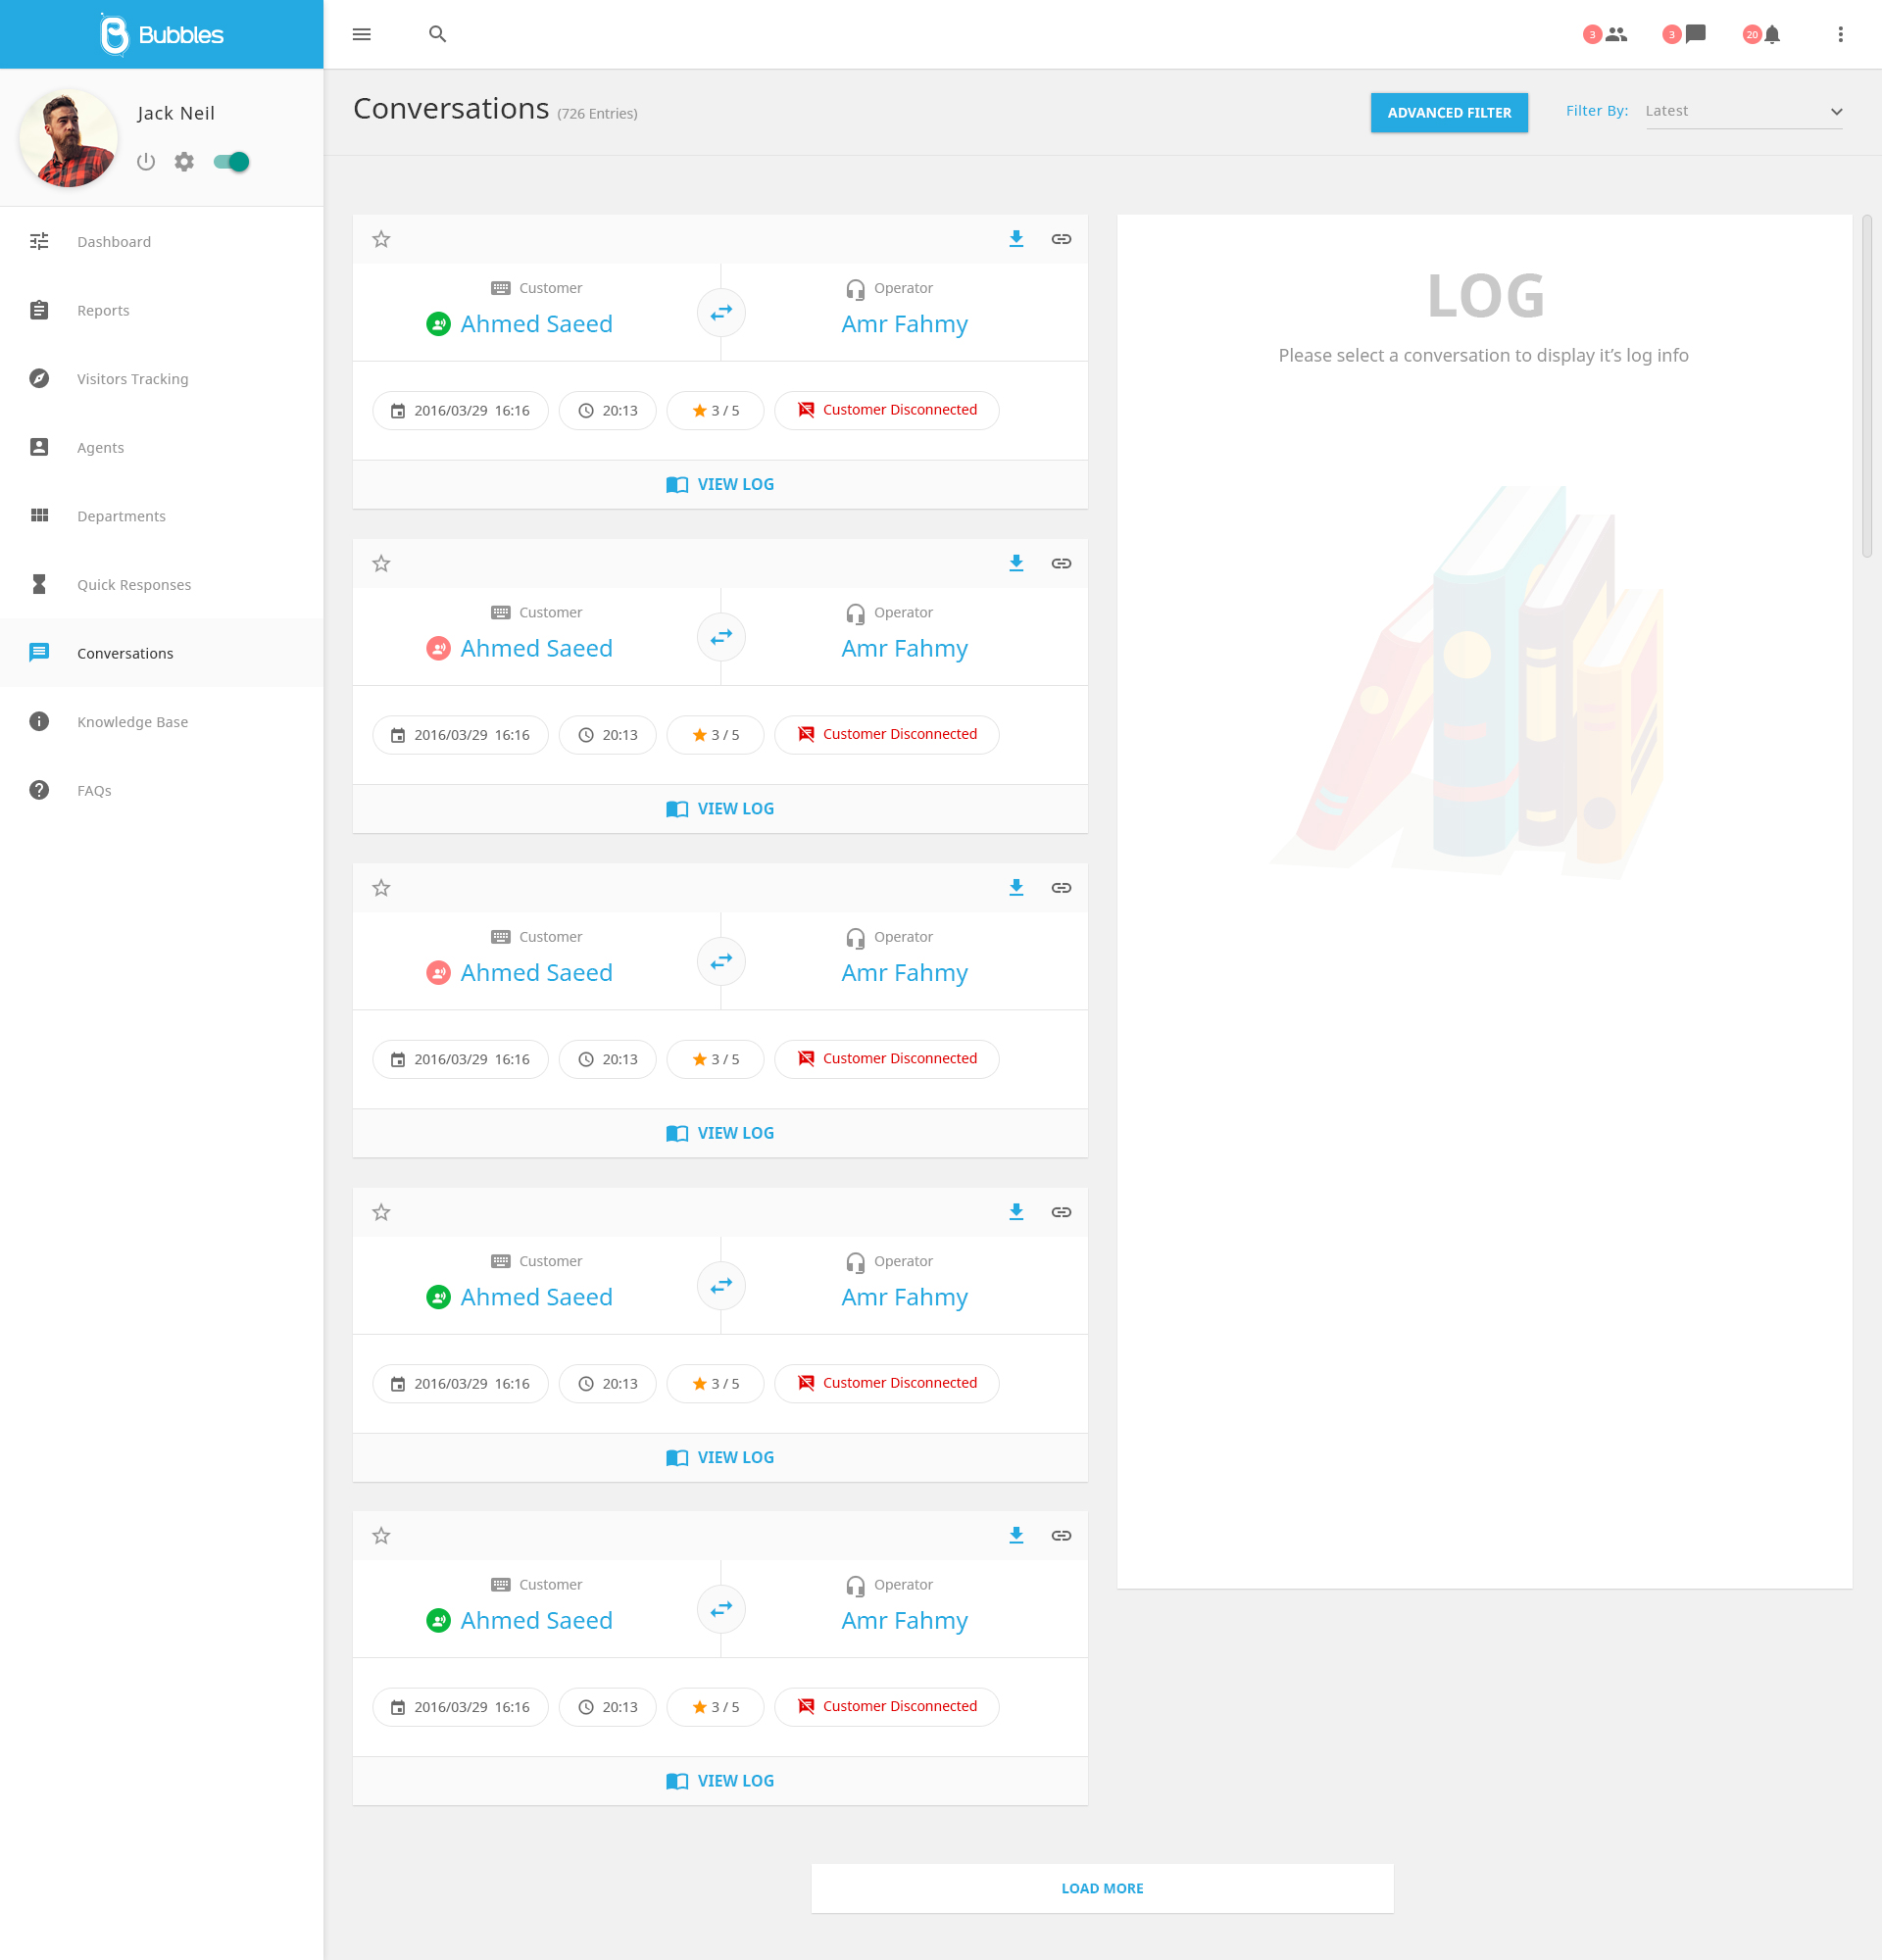 Bubbles
3
3
20
Jack Neil
Dashboard
Reports
Visitors Tracking
Agents
Departments
Quick Responses
Conversations
Knowledge Base
FAQs
Conversations (726 Entries)
ADVANCED FILTER
Filter By: Latest
Customer
Ahmed Saeed
Operator
Amr Fahmy
2016/03/29 16:16
20:13
3 / 5
Customer Disconnected
VIEW LOG
Customer
Ahmed Saeed
Operator
Amr Fahmy
2016/03/29 16:16
20:13
3 / 5
Customer Disconnected
VIEW LOG
Customer
Ahmed Saeed
Operator
Amr Fahmy
2016/03/29 16:16
20:13
3 / 5
Customer Disconnected
VIEW LOG
Customer
Ahmed Saeed
Operator
Amr Fahmy
2016/03/29 16:16
20:13
3 / 5
Customer Disconnected
VIEW LOG
Customer
Ahmed Saeed
Operator
Amr Fahmy
2016/03/29 16:16
20:13
3 / 5
Customer Disconnected
VIEW LOG
LOG
Please select a conversation to display it’s log info
LOAD MORE